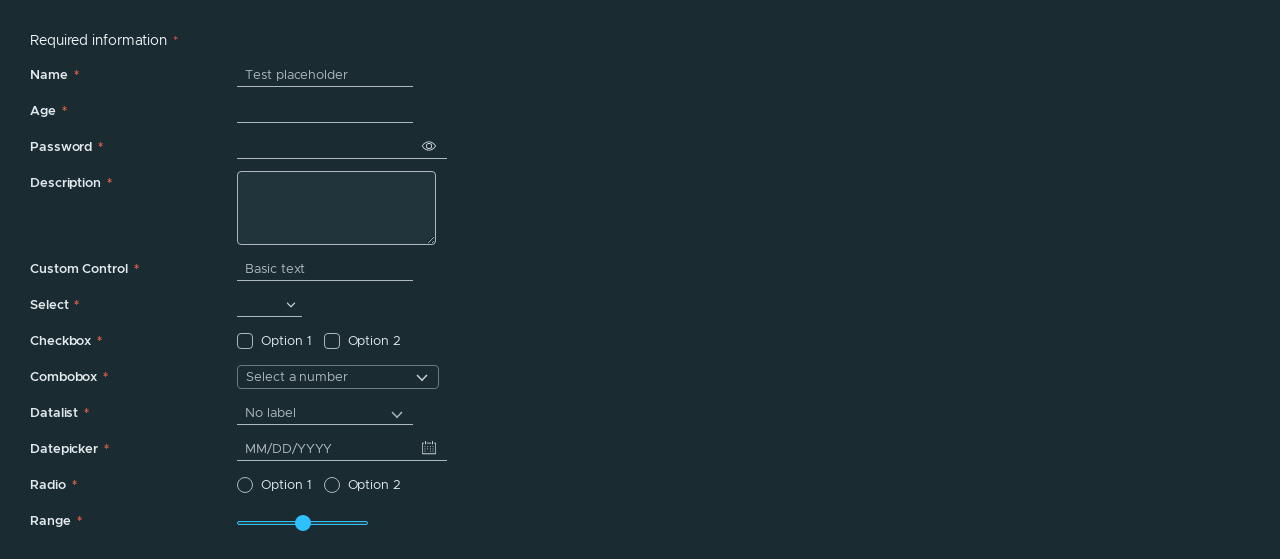 Required information *
Name * Test placeholder
Age *
Password *
Description *
Custom Control * Basic text
Select *
Checkbox * Option 1 Option 2
Combobox * Select a number
Datalist * No label
Datepicker * MM/DD/YYYY
Radio * Option 1 Option 2
Range *